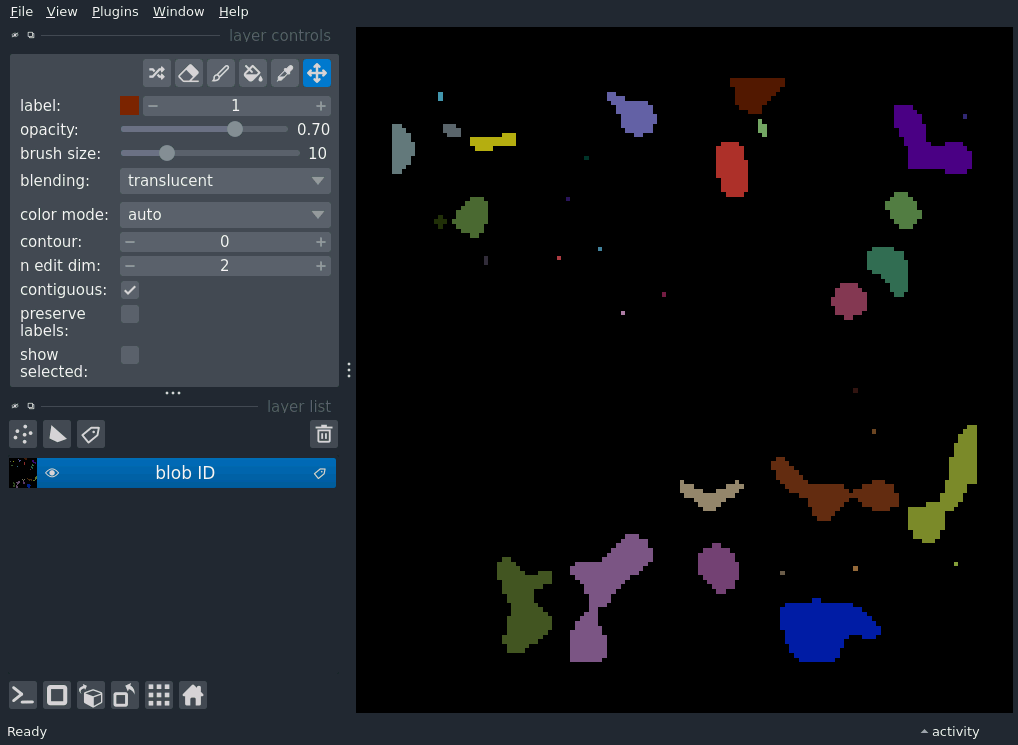 File View Plugins Window Help
layer controls
label: 1
opacity: 0.70
brush size: 10
blending: translucent
color mode: auto
contour: 0
n edit dim: 2
contiguous:
preserve
labels:
show
selected:
layer list
blob ID
Ready
activity